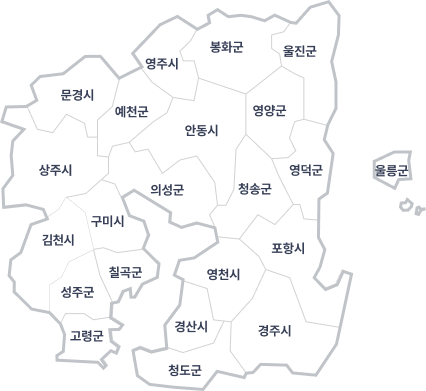 봉화군
울진군
영주시
문경시
예천군
영양군
안동시
상주시
영덕군
울릉군
의성군
청송군
구미시
김천시
포항시
칠곡군
영천시
성주군
경산시
경주시
고령군
청도군